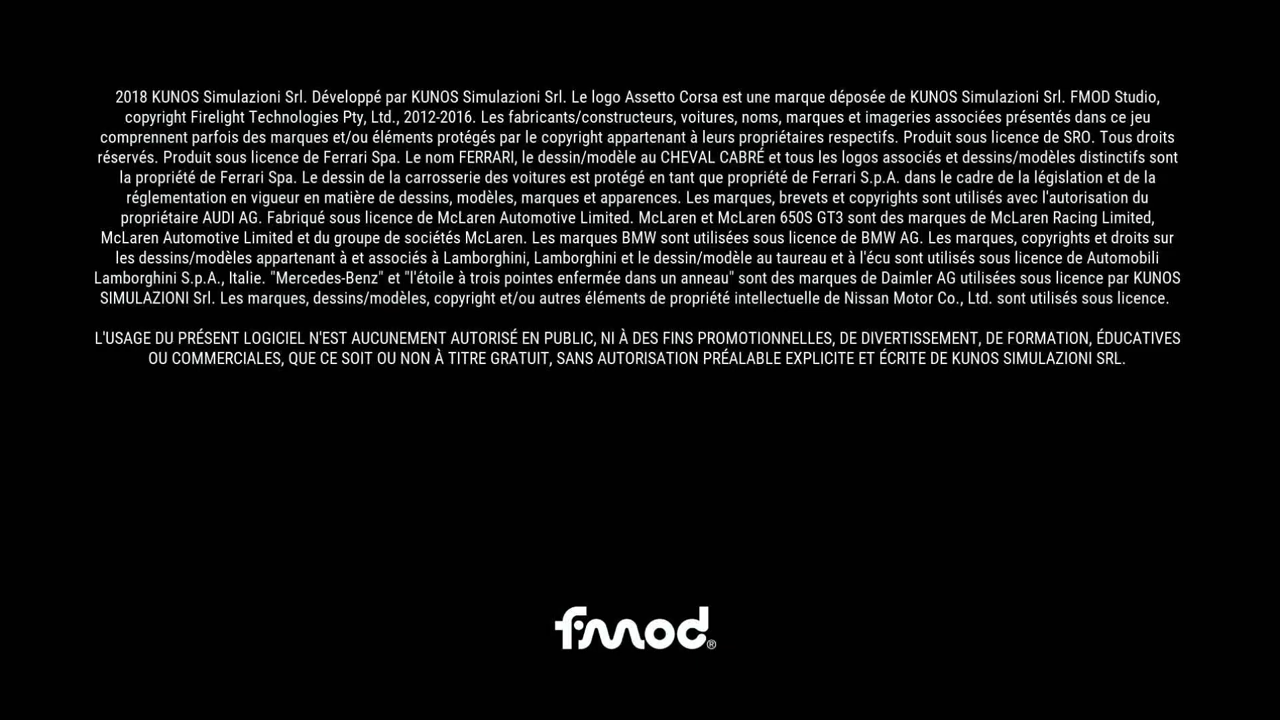 2018 KUNOS Simulazioni Srl. Développé par KUNOS Simulazioni Srl. Le logo Assetto Corsa est une marque déposée de KUNOS Simulazioni Srl. FMOD Studio,
copyright Firelight Technologies Pty, Ltd., 2012-2016. Les fabricants/constructeurs, voitures, noms, marques et imageries associées présentés dans ce jeu
comprennent parfois des marques et/ou éléments protégés par le copyright appartenant à leurs propriétaires respectifs. Produit sous licence de SRO. Tous droits
réservés. Produit sous licence de Ferrari Spa. Le nom FERRARI, le dessin/modèle au CHEVAL CABRÉ et tous les logos associés et dessins/modèles distinctifs sont
la propriété de Ferrari Spa. Le dessin de la carrosserie des voitures est protégé en tant que propriété de Ferrari S.p.A. dans le cadre de la législation et de la
réglementation en vigueur en matière de dessins, modèles, marques et apparences. Les marques, brevets et copyrights sont utilisés avec l'autorisation du
propriétaire AUDI AG. Fabriqué sous licence de McLaren Automotive Limited. McLaren et McLaren 650S GT3 sont des marques de McLaren Racing Limited,
McLaren Automotive Limited et du groupe de sociétés McLaren. Les marques BMW sont utilisées sous licence de BMW AG. Les marques, copyrights et droits sur
les dessins/modèles appartenant à et associés à Lamborghini, Lamborghini et le dessin/modèle au taureau et à l'écu sont utilisés sous licence de Automobili
Lamborghini S.p.A., Italie. "Mercedes-Benz" et "l'étoile à trois pointes enfermée dans un anneau" sont des marques de Daimler AG utilisées sous licence par KUNOS
SIMULAZIONI Srl. Les marques, dessins/modèles, copyright et/ou autres éléments de propriété intellectuelle de Nissan Motor Co., Ltd. sont utilisés sous licence.
L'USAGE DU PRÉSENT LOGICIEL N'EST AUCUNEMENT AUTORISÉ EN PUBLIC, NI À DES FINS PROMOTIONNELLES, DE DIVERTISSEMENT, DE FORMATION, ÉDUCATIVES
OU COMMERCIALES, QUE CE SOIT OU NON À TITRE GRATUIT, SANS AUTORISATION PRÉALABLE EXPLICITE ET ÉCRITE DE KUNOS SIMULAZIONI SRL.
fmod®